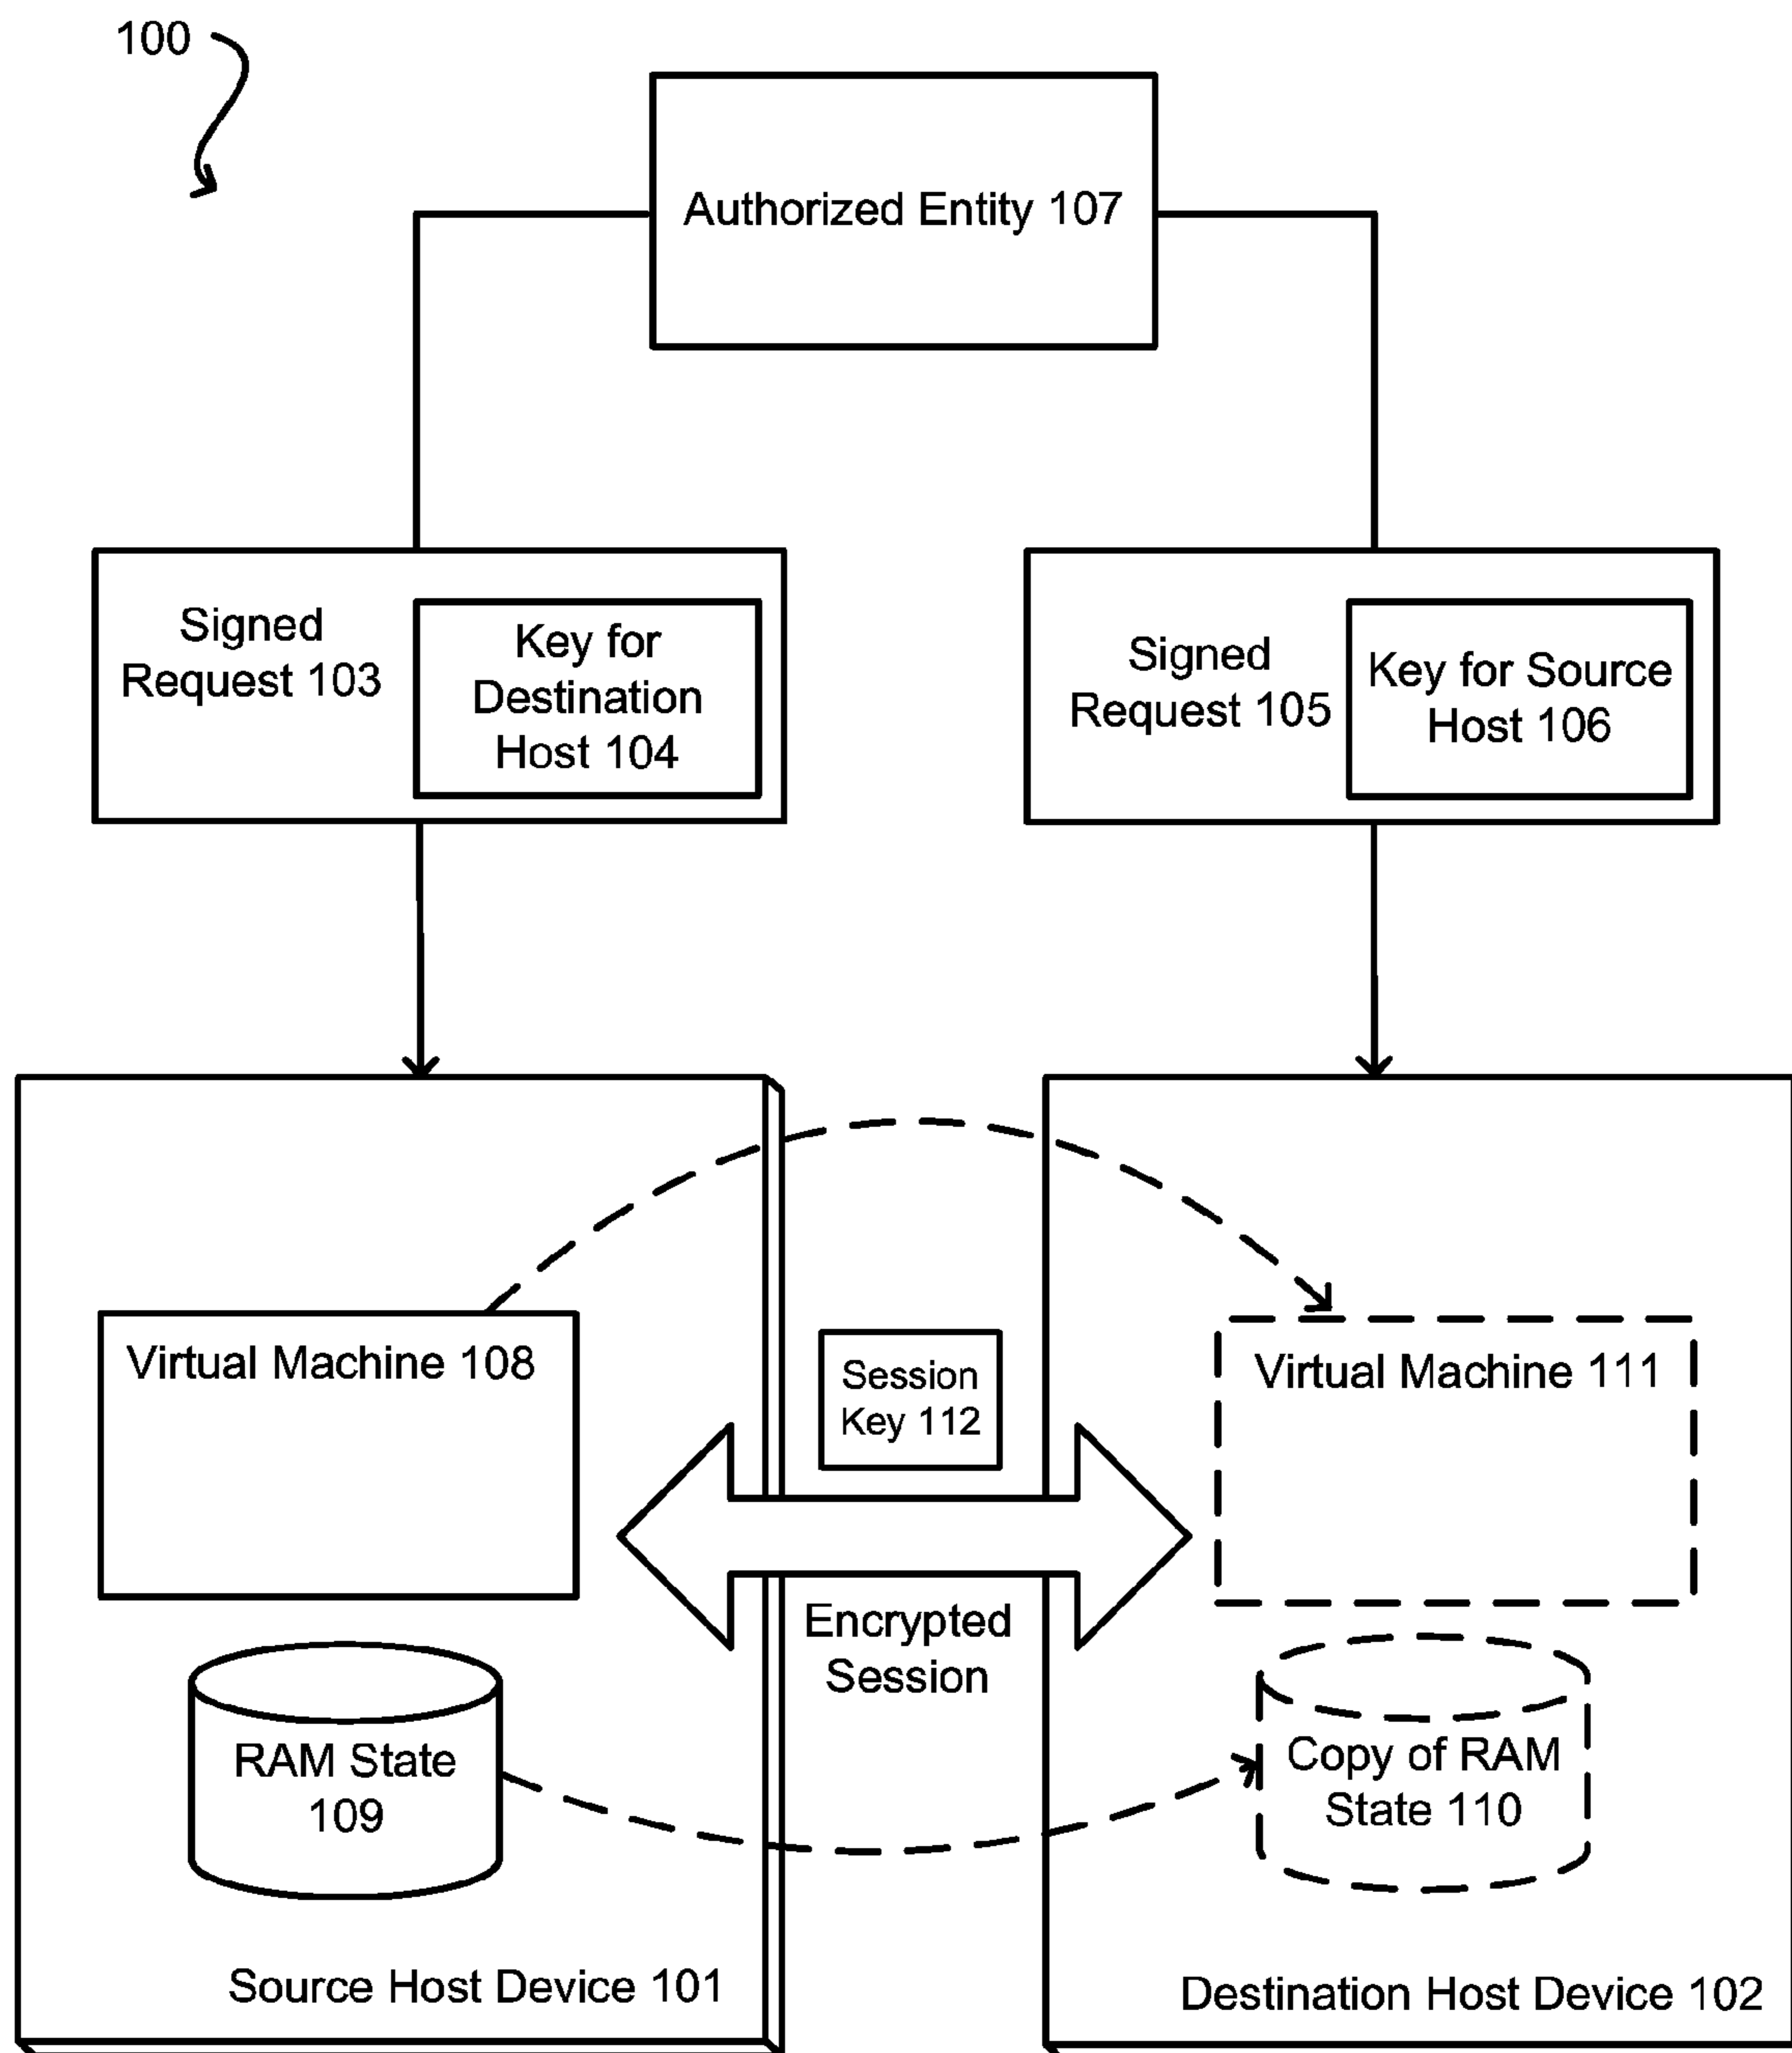 100
Authorized Entity 107
Signed
Request 103
Key for
Destination
Host 104
Signed
Request 105
Key for Source
Host 106
Virtual Machine 108
Session
Key 112
Virtual Machine 111
Encrypted
Session
RAM State
109
Copy of RAM
State 110
Source Host Device 101
Destination Host Device 102